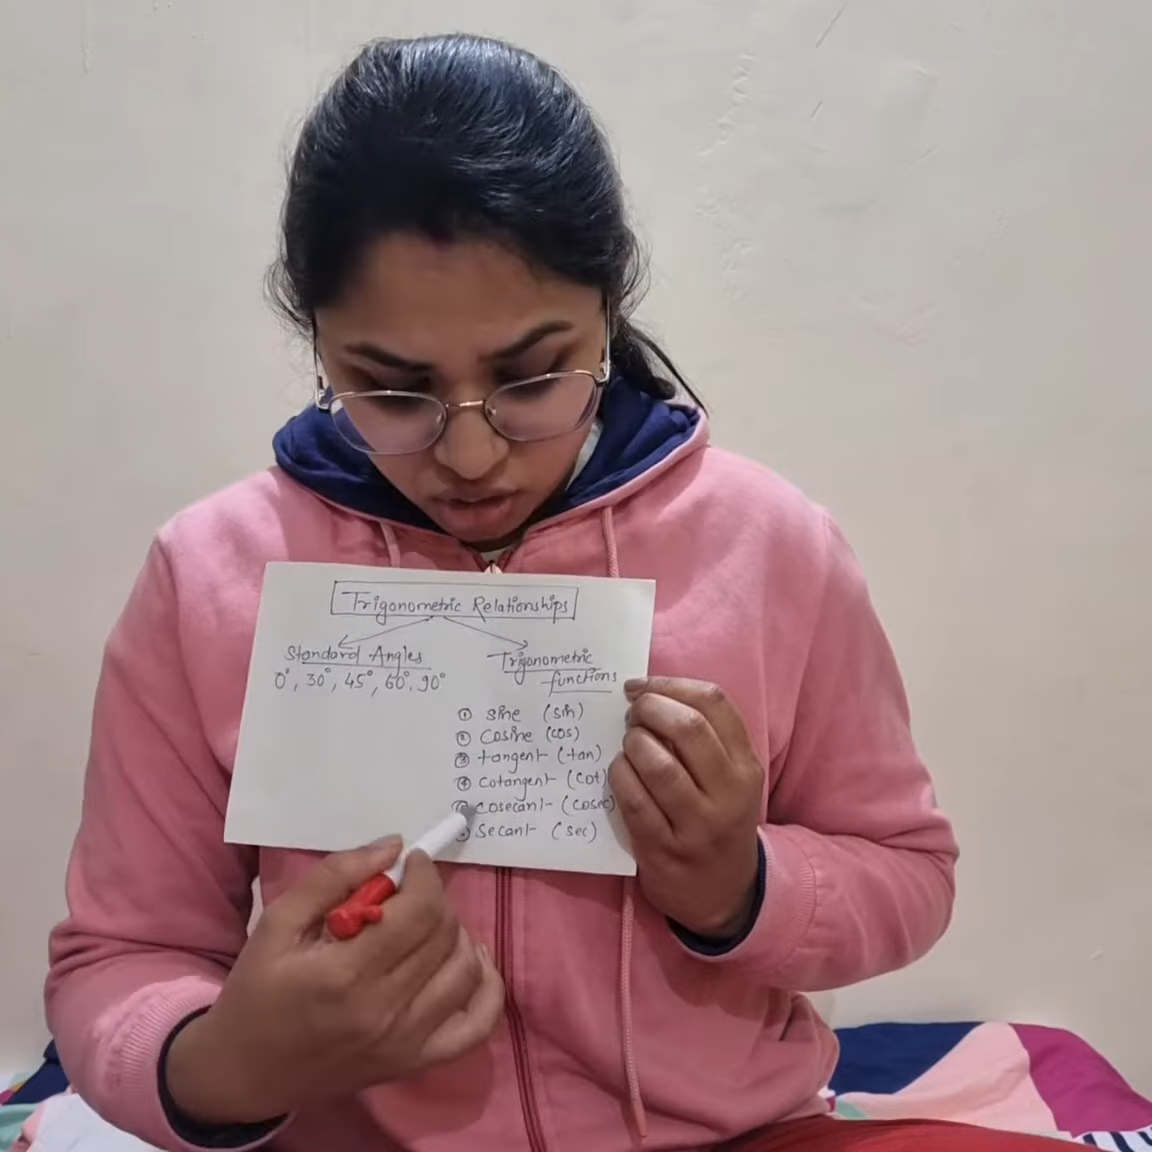 Trigonometric Relationships
Standard Angles
0°, 30°, 45°, 60°, 90°
Trigonometric
functions
① sine (sin)
② cosine (cos)
③ tangent (tan)
④ cotangent (cot)
cosecant (cosec)
secant (sec)